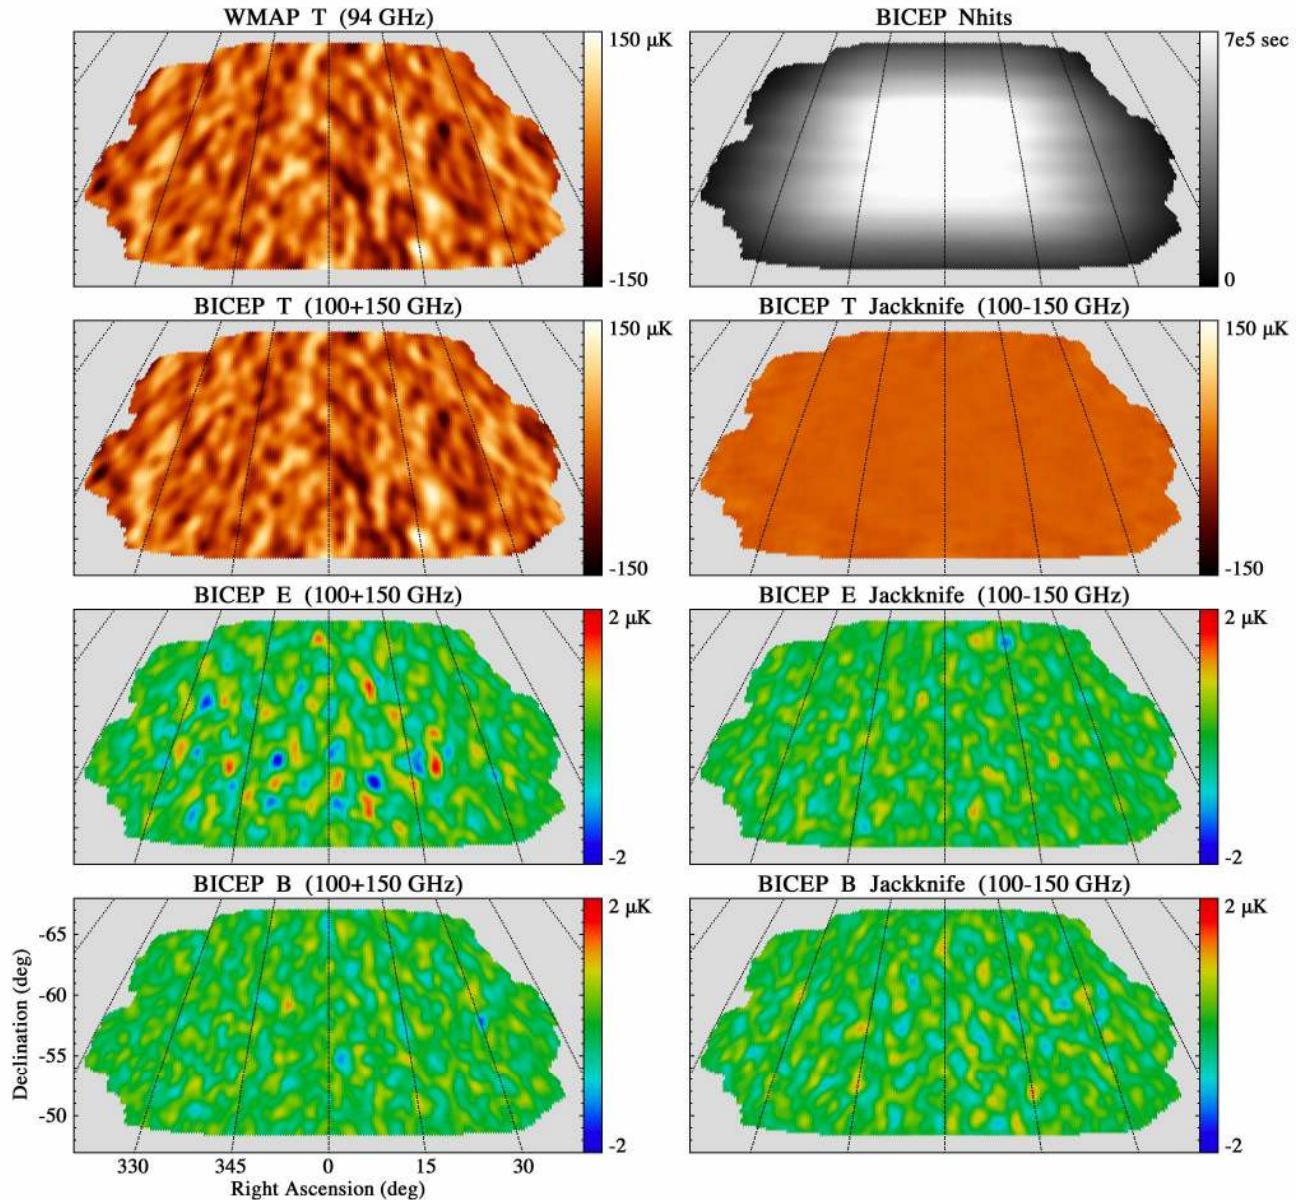 WMAP T (94 GHz)
150 μK
-150
BICEP Nhits
7e5 sec
0
BICEP T (100+150 GHz)
150 μK
-150
BICEP T Jackknife (100-150 GHz)
150 μK
-150
BICEP E (100+150 GHz)
2 μK
-2
BICEP E Jackknife (100-150 GHz)
2 μK
-2
BICEP B (100+150 GHz)
2 μK
-2
-65
-60
-55
-50
Declination (deg)
330 345 0 15 30
Right Ascension (deg)
BICEP B Jackknife (100-150 GHz)
2 μK
-2